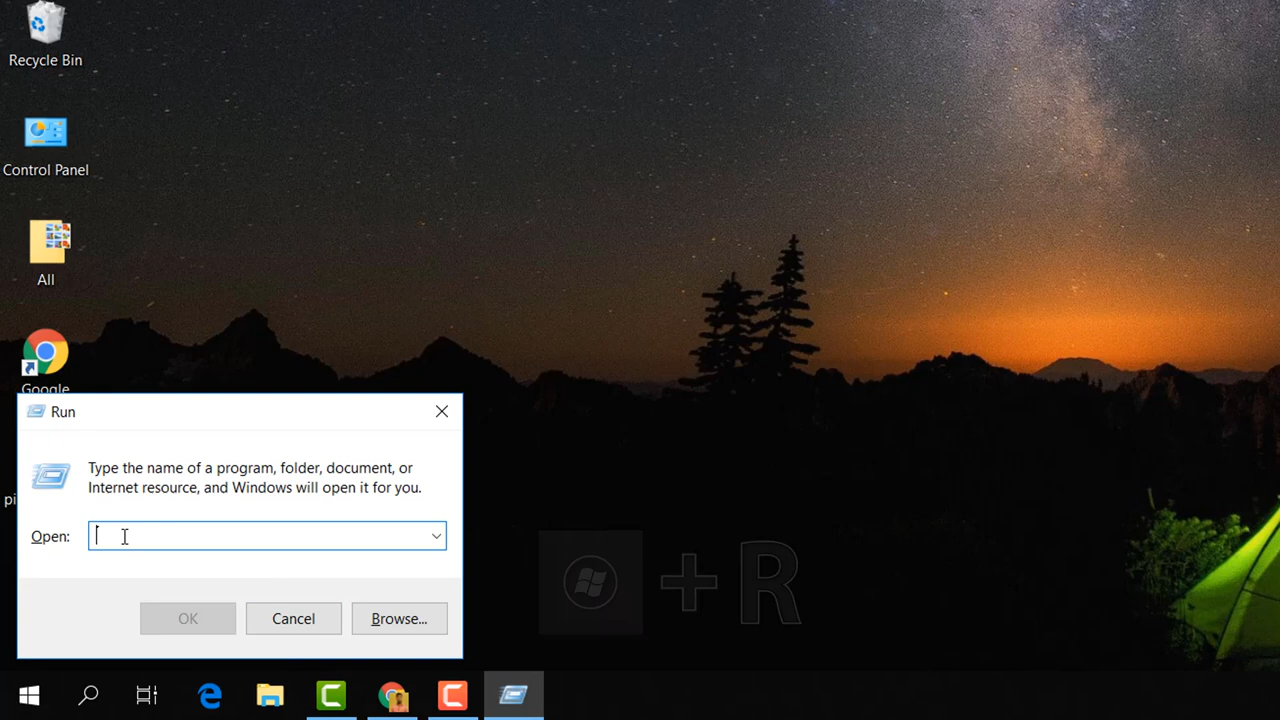 Recycle Bin
Control Panel
All
Google
Run
Type the name of a program, folder, document, or
Internet resource, and Windows will open it for you.
pi
Open:
OK
Cancel
Browse...
+R